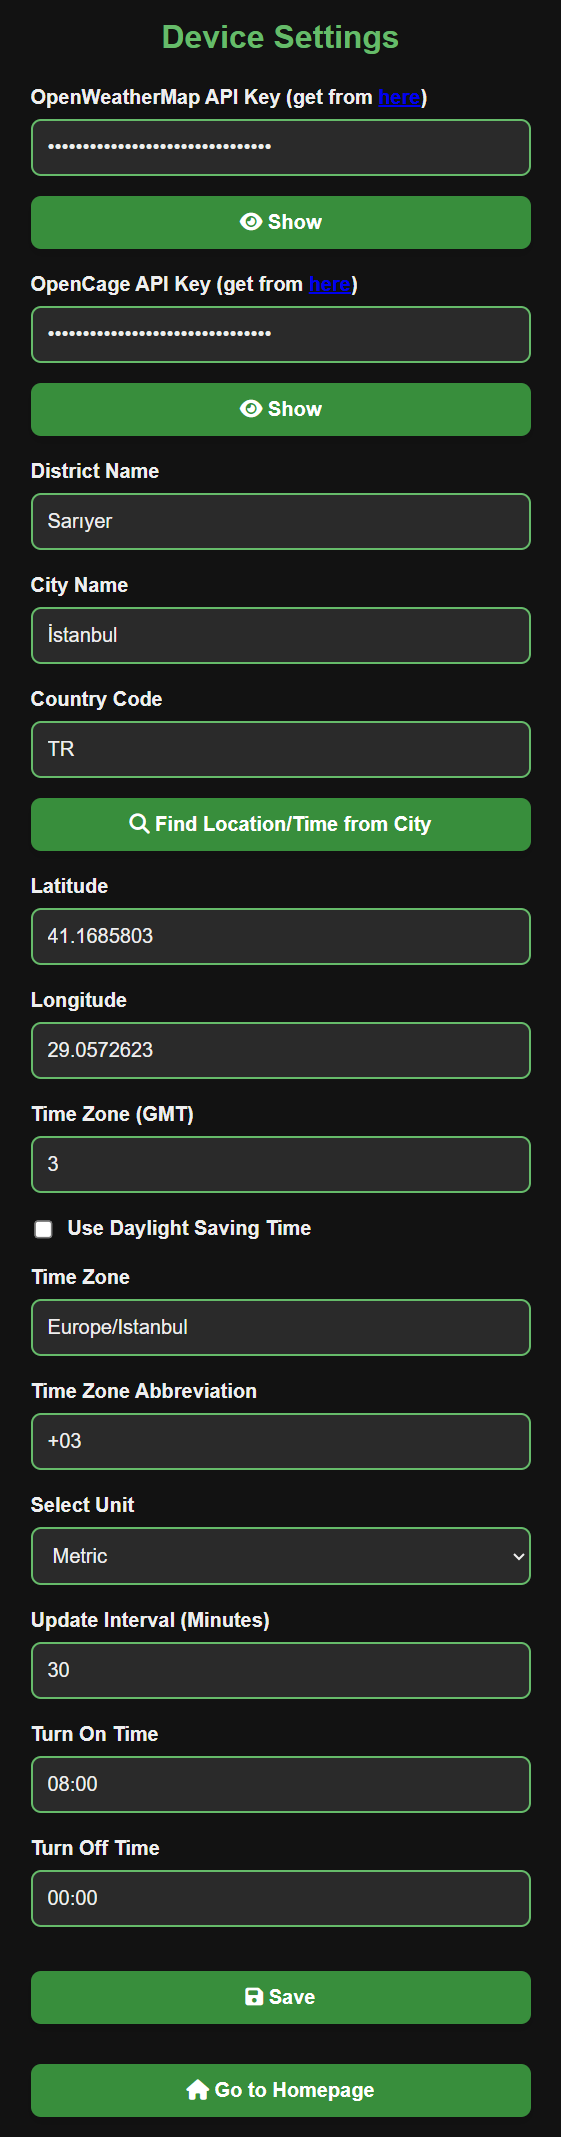 Device Settings
OpenWeatherMap API Key (get from here)
••••••••••••••••••••••••••••••••
Show
OpenCage API Key (get from here)
••••••••••••••••••••••••••••••••
Show
District Name
Sarıyer
City Name
İstanbul
Country Code
TR
Find Location/Time from City
Latitude
41.1685803
Longitude
29.0572623
Time Zone (GMT)
3
Use Daylight Saving Time
Time Zone
Europe/Istanbul
Time Zone Abbreviation
+03
Select Unit
Metric
Update Interval (Minutes)
30
Turn On Time
08:00
Turn Off Time
00:00
Save
Go to Homepage